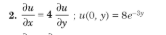 2. ∂u/∂x = 4 ∂u/∂y ; u(0, y) = 8e^{-3y}